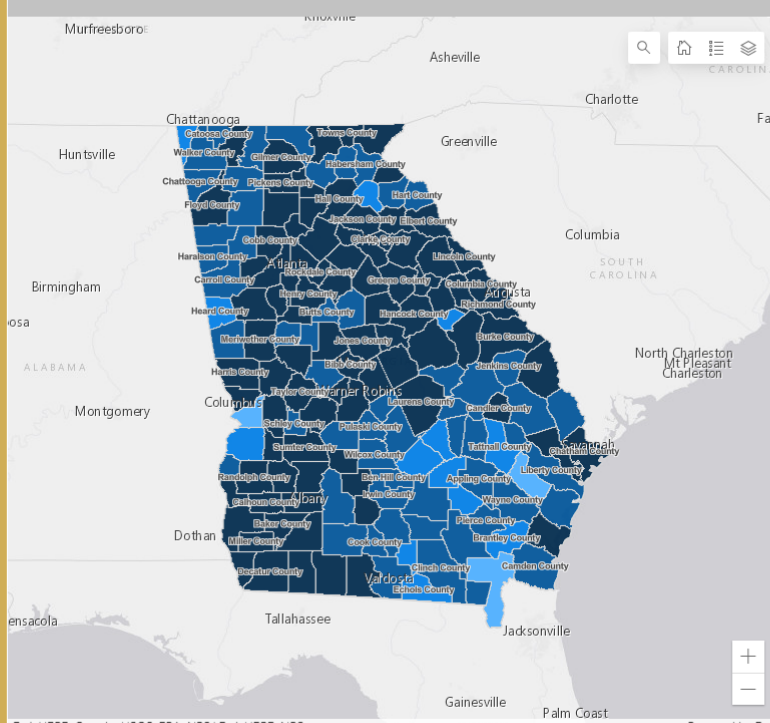 Knoxville
Murfreesboro
Asheville
CAROLIN
Charlotte
Chattanooga
Fa
Towns County
Catoosa County
Greenville
Huntsville
Walker County
Gilmer County
Habersham County
Chattooga County
Pickens County
Hart County
Hall County
Floyd County
Jackson County
Elbert County
Columbia
Cobb County
Clarke County
Haralson County
Lincoln County
Atlanta
SOUTH
CAROLINA
Rockdale County
Carroll County
Greene County
Columbia County
Birmingham
Augusta
Henry County
Richmond County
Heard County
Butts County
Hancock County
oosa
Meriwether County
Jones County
Burke County
North Charleston
Mt Pleasant
Charleston
ALABAMA
Bibb County
Jenkins County
Harris County
Taylor County
Warner Robins
Columbus
Laurens County
Candler County
Montgomery
Schley County
Pulaski County
Savannah
Sumter County
Tattnall County
Chatham County
Wilcox County
Liberty County
Randolph County
Ben Hill County
Appling County
Albany
Irwin County
Calhoun County
Wayne County
Baker County
Pierce County
Dothan
Miller County
Cook County
Brantley County
Decatur County
Clinch County
Camden County
Valdosta
Echols County
ensacola
Tallahassee
Jacksonville
Gainesville
Palm Coast